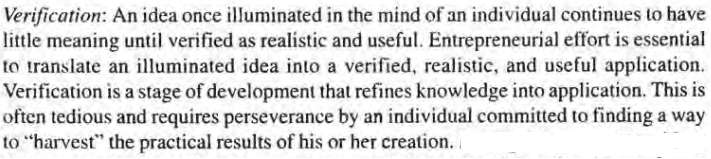 Verification: An idea once illuminated in the mind of an individual continues to have
little meaning until verified as realistic and useful. Entrepreneurial effort is essential
to translate an illuminated idea into a verified, realistic, and useful application.
Verification is a stage of development that refines knowledge into application. This is
often tedious and requires perseverance by an individual committed to finding a way
to “harvest” the practical results of his or her creation.